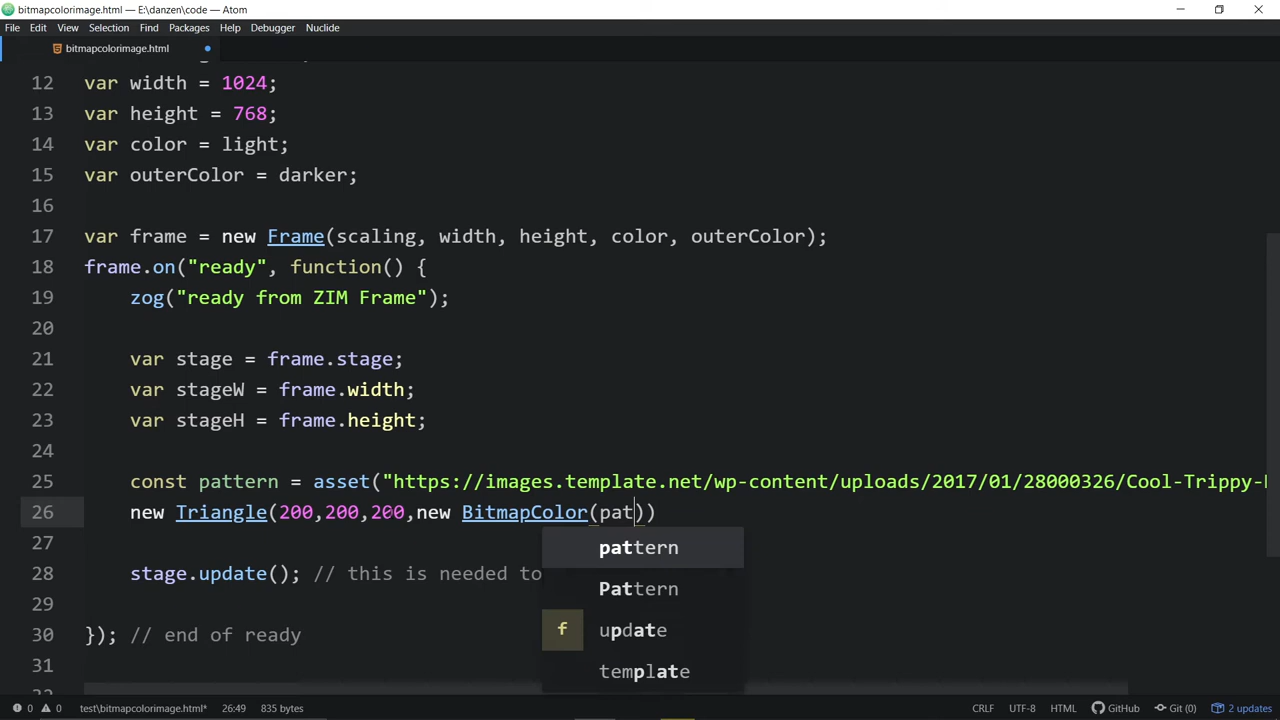 bitmapcolorimage.html — E:\danzen\code — Atom
File Edit View Selection Find Packages Help Debugger Nuclide
bitmapcolorimage.html
12 var width = 1024;
13 var height = 768;
14 var color = light;
15 var outerColor = darker;
16
17 var frame = new Frame(scaling, width, height, color, outerColor);
18 frame.on("ready", function() {
19 zog("ready from ZIM Frame");
20
21 var stage = frame.stage;
22 var stageW = frame.width;
23 var stageH = frame.height;
24
25 const pattern = asset("https://images.template.net/wp-content/uploads/2017/01/28000326/Cool-Trippy-
26 new Triangle(200,200,200,new BitmapColor(pat))
27
pattern
28 stage.update(); // this is needed to
Pattern
29
f update
30 }); // end of ready
31
template
32
0 0 test\bitmapcolorimage.html* 26:49 835 bytes CRLF UTF-8 HTML GitHub Git (0) 2 updates